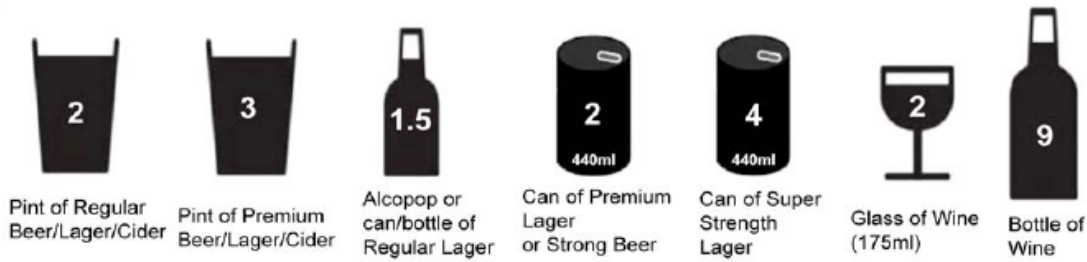 2
Pint of Regular
Beer/Lager/Cider
3
Pint of Premium
Beer/Lager/Cider
1.5
Alcopop or
can/bottle of
Regular Lager
2
440ml
Can of Premium
Lager
or Strong Beer
4
440ml
Can of Super
Strength
Lager
2
Glass of Wine
(175ml)
9
Bottle of
Wine